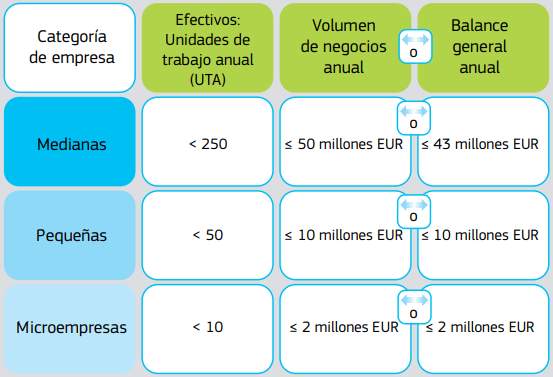 Categoría
de empresa
Efectivos:
Unidades de
trabajo anual
(UTA)
Volumen
de negocios
anual
o
Balance
general
anual
Medianas
< 250
≤ 50 millones EUR
o
≤ 43 millones EUR
Pequeñas
< 50
≤ 10 millones EUR
o
≤ 10 millones EUR
Microempresas
< 10
≤ 2 millones EUR
o
≤ 2 millones EUR